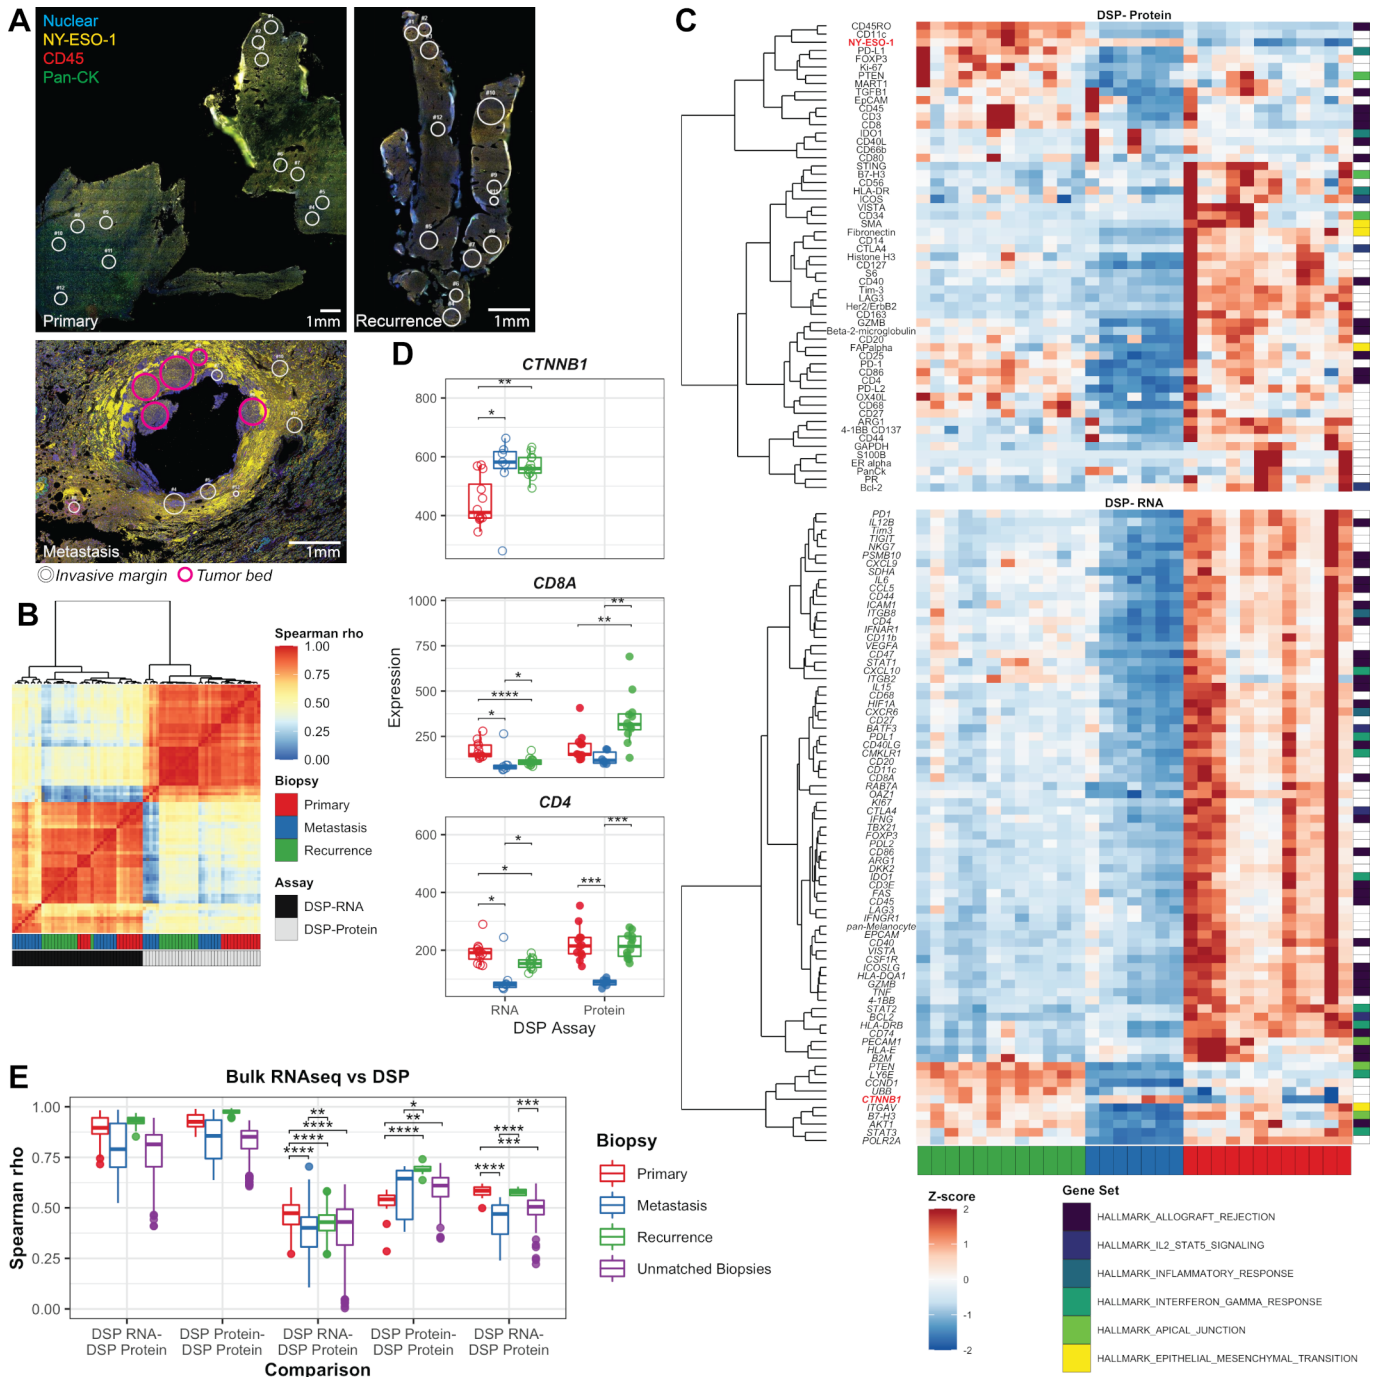 A
Nuclear
NY-ESO-1
CD45
Pan-CK
Primary
1mm
Recurrence
1mm
Metastasis
1mm
Invasive margin
Tumor bed
B
Spearman rho
1.00
0.75
0.50
0.25
0.00
Biopsy
Primary
Metastasis
Recurrence
Assay
DSP-RNA
DSP-Protein
C
DSP- Protein
CD45RO
CD11c
NY-ESO-1
PD-L1
FOXP3
Ki-67
PTEN
MART1
TGFB1
EpCAM
CD45
CD3
CD8
IDO1
CD40L
CD66b
CD80
STING
B7-H3
CD56
HLA-DR
ICOS
VISTA
CD34
SMA
Fibronectin
CD14
CTLA4
Histone H3
CD127
S6
CD40
Tim-3
LAG3
Her2/ErbB2
CD163
GZMB
Beta-2-microglobulin
CD20
FAPalpha
CD25
PD-1
CD86
CD4
PD-L2
OX40L
CD68
CD27
ARG1
4-1BB CD137
CD44
GAPDH
S100B
ER alpha
PanCk
PR
Bcl-2
DSP- RNA
PD1
IL12B
Tim3
TIGIT
NKG7
PSMB10
CXCL9
SDHA
IL6
CCL5
CD44
ICAM1
ITGB8
CD4
IFNAR1
CD11b
VEGFA
CD47
STAT1
CXCL10
ITGB2
IL15
CD68
HIF1A
CXCR6
CD27
BATF3
PDL1
CD40LG
CMKLR1
CD20
CD11c
CD8A
RAB7A
OAZ1
KI67
CTLA4
IFNG
TBX21
FOXP3
PDL2
CD86
ARG1
DKK2
IDO1
CD3E
FAS
CD45
LAG3
IFNGR1
pan-Melanocyte
EPCAM
CD40
VISTA
CSF1R
ICOSLG
HLA-DQA1
GZMB
TNF
4-1BB
STAT2
BCL2
HLA-DRB
CD74
PECAM1
HLA-E
B2M
PTEN
LY6E
CCND1
UBB
CTNNB1
ITGAV
B7-H3
AKT1
STAT3
POLR2A
Z-score
2
1
0
-1
-2
Gene Set
HALLMARK_ALLOGRAFT_REJECTION
HALLMARK_IL2_STAT5_SIGNALING
HALLMARK_INFLAMMATORY_RESPONSE
HALLMARK_INTERFERON_GAMMA_RESPONSE
HALLMARK_APICAL_JUNCTION
HALLMARK_EPITHELIAL_MESENCHYMAL_TRANSITION
D
CTNNB1
800
600
400
**
*
CD8A
1000
750
500
250
**
**
*
****
*
Expression
CD4
600
400
200
***
*
*
***
*
RNA
Protein
DSP Assay
E
Bulk RNAseq vs DSP
Spearman rho
1.00
0.75
0.50
0.25
0.00
**
****
****
****
*
**
****
***
****
***
****
DSP RNA-
DSP Protein
DSP Protein-
DSP Protein
DSP RNA-
DSP Protein
DSP Protein-
DSP Protein
DSP RNA-
DSP Protein
Comparison
Biopsy
Primary
Metastasis
Recurrence
Unmatched Biopsies